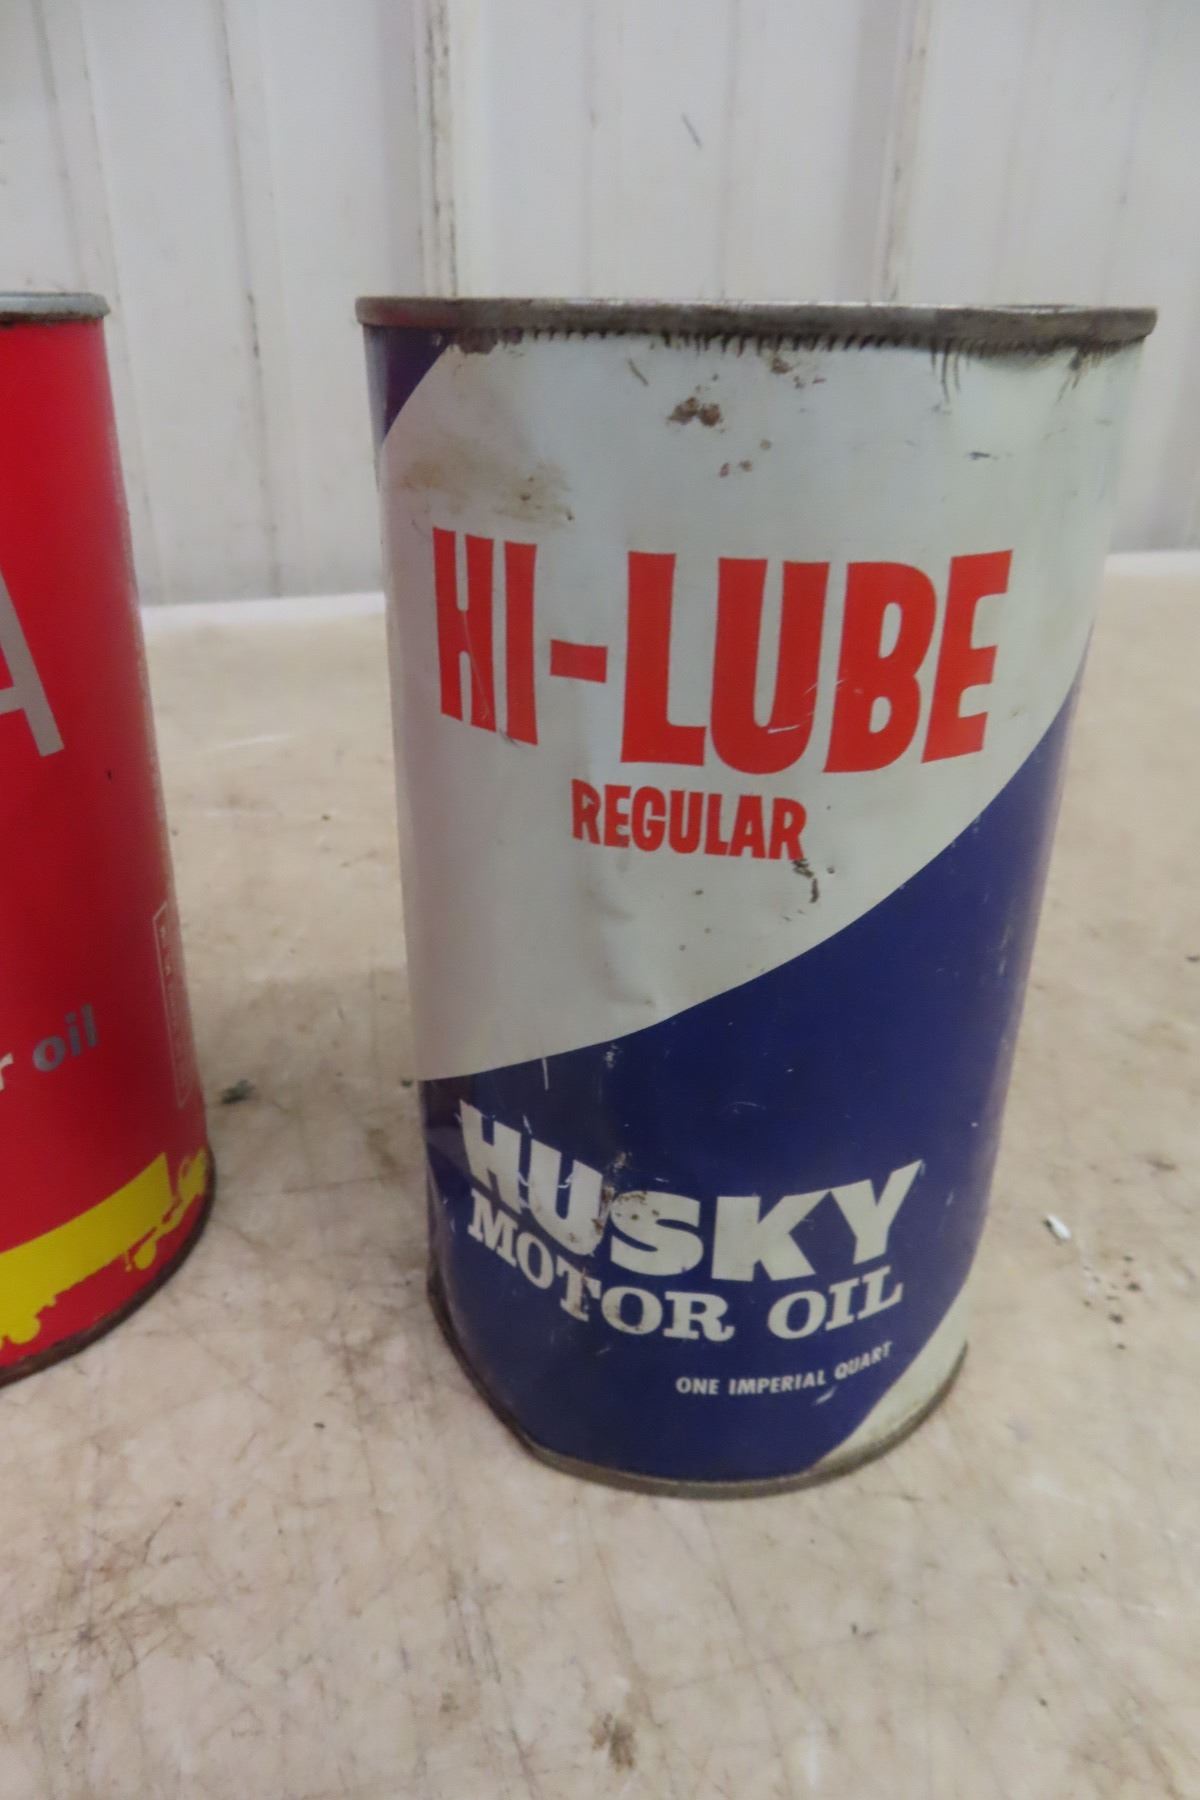 HI-LUBE
REGULAR
HUSKY
MOTOR OIL
ONE IMPERIAL QUART
oil